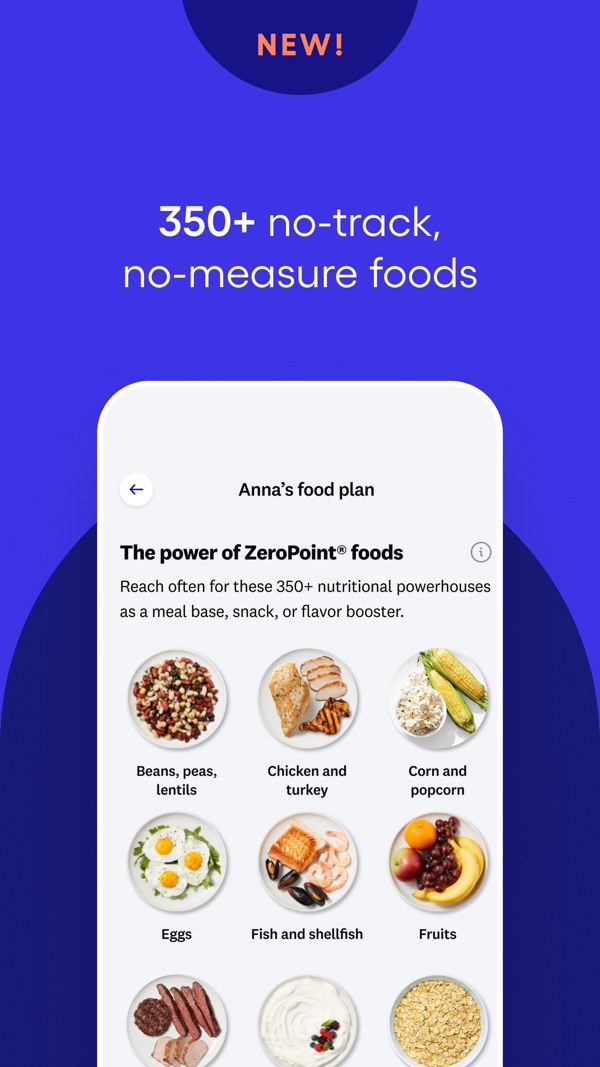 NEW!
350+ no-track,
no-measure foods
Anna’s food plan
The power of ZeroPoint® foods
Reach often for these 350+ nutritional powerhouses
as a meal base, snack, or flavor booster.
Beans, peas,
lentils
Chicken and
turkey
Corn and
popcorn
Eggs
Fish and shellfish
Fruits